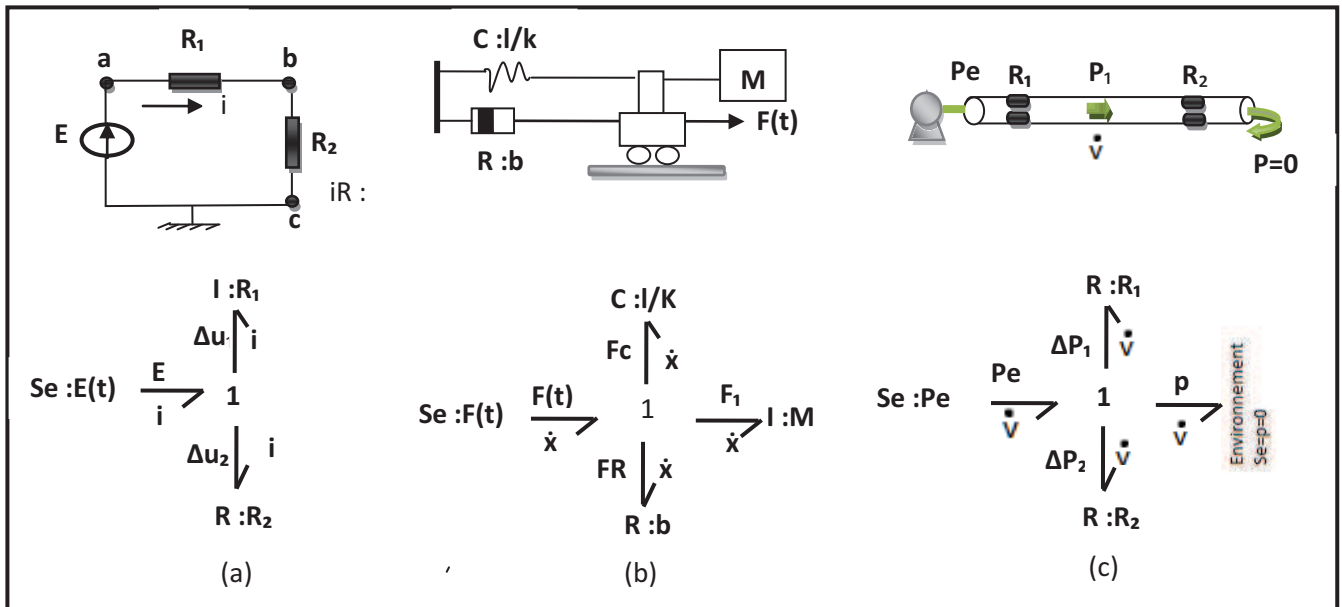 R₁
a
b
i
E
R₂
iR :
c
C :l/k
M
F(t)
R :b
Pe
R₁
P₁
R₂
V̇
P=0
I :R₁
Δu
i
E
Se :E(t)
1
i
Δu₂
i
R :R₂
(a)
C :l/K
Fc
ẋ
F(t)
F₁
Se :F(t)
1
I :M
ẋ
ẋ
FR
ẋ
R :b
(b)
R :R₁
ΔP₁
V̇
Pe
p
Se :Pe
1
V̇
V̇
ΔP₂
V̇
R :R₂
Environnement
Se=p=0
(c)